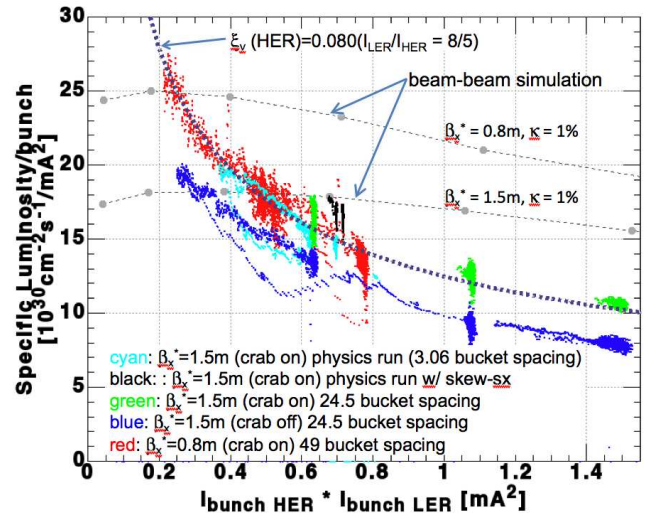 ξy (HER)=0.080(ILER/IHER = 8/5)
beam-beam simulation
βx* = 0.8m, κ = 1%
βx* = 1.5m, κ = 1%
Specific Luminosity/bunch
[10^30cm^-2s^-1/mA^2]
30
25
20
15
10
5
0
cyan: βx*=1.5m (crab on) physics run (3.06 bucket spacing)
black: : βx*=1.5m (crab on) physics run w/ skew-sx
green: βx*=1.5m (crab on) 24.5 bucket spacing
blue: βx*=1.5m (crab off) 24.5 bucket spacing
red: βx*=0.8m (crab on) 49 bucket spacing
0 0.2 0.4 0.6 0.8 1 1.2 1.4
Ibunch HER * Ibunch LER [mA^2]